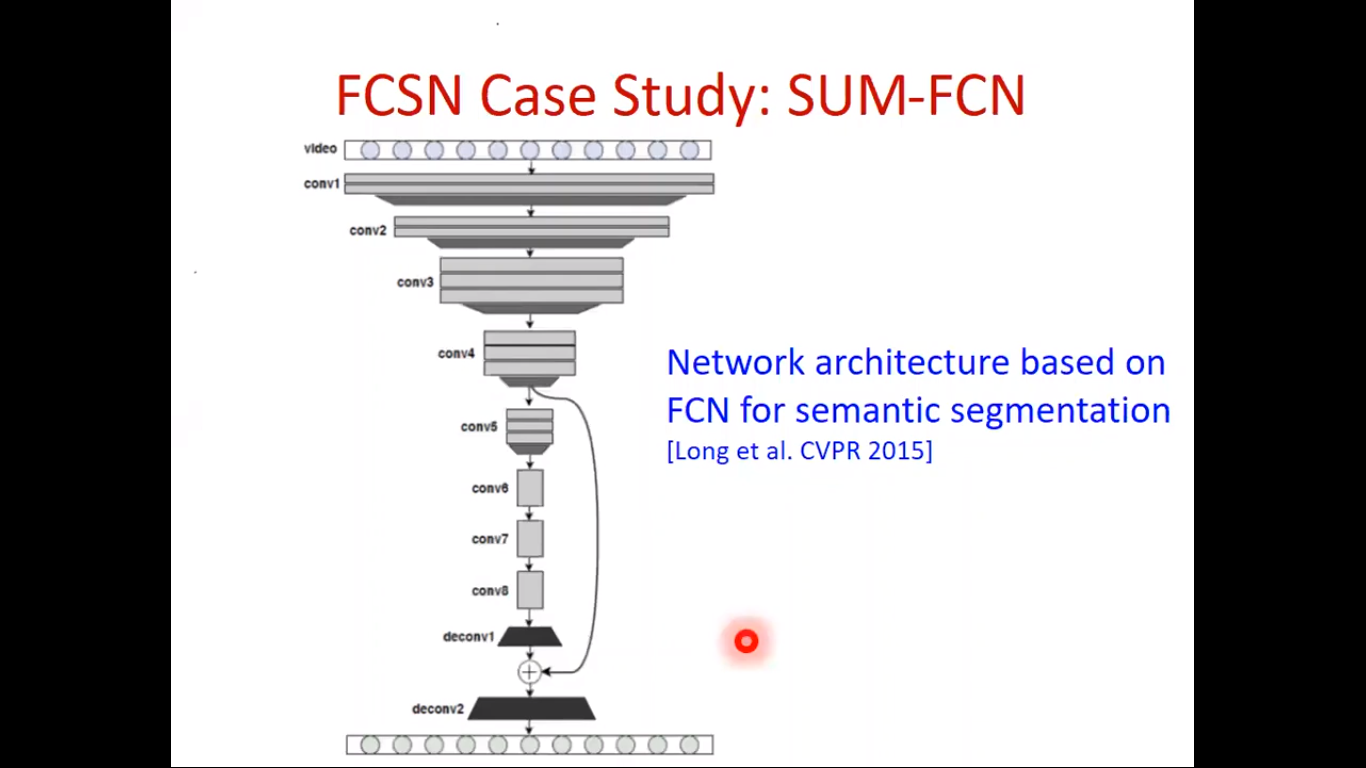 FCSN Case Study: SUM-FCN
video
conv1
conv2
conv3
conv4
conv5
conv6
conv7
conv8
deconv1
deconv2
Network architecture based on
FCN for semantic segmentation
[Long et al. CVPR 2015]